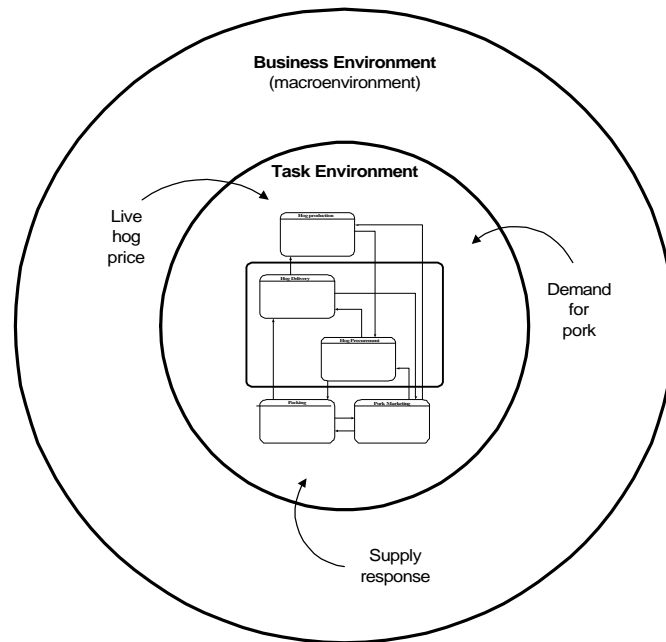 Business Environment
(macroenvironment)
Task Environment
Live
hog
price
Hog production
Hog Delivery
Demand
for
pork
Hog Procurement
Packing
Pork Marketing
Supply
response